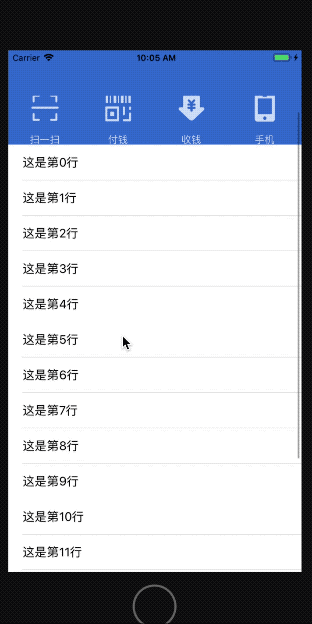 Carrier 10:05 AM
扫一扫 付钱 收钱 手机
这是第0行
这是第1行
这是第2行
这是第3行
这是第4行
这是第5行
这是第6行
这是第7行
这是第8行
这是第9行
这是第10行
这是第11行